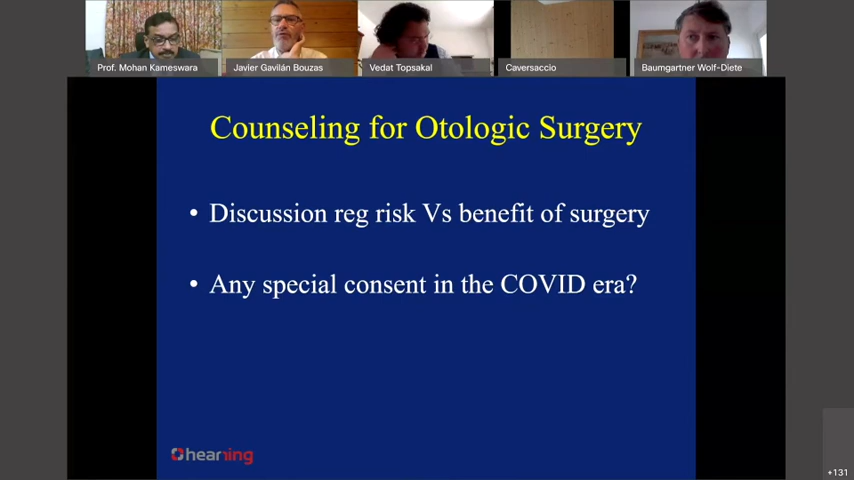 Prof. Mohan Kameswara
Javier Gavilán Bouzas
Vedat Topsakal
Caversaccio
Baumgartner Wolf-Diete
Counseling for Otologic Surgery
• Discussion reg risk Vs benefit of surgery
• Any special consent in the COVID era?
hearring
+131